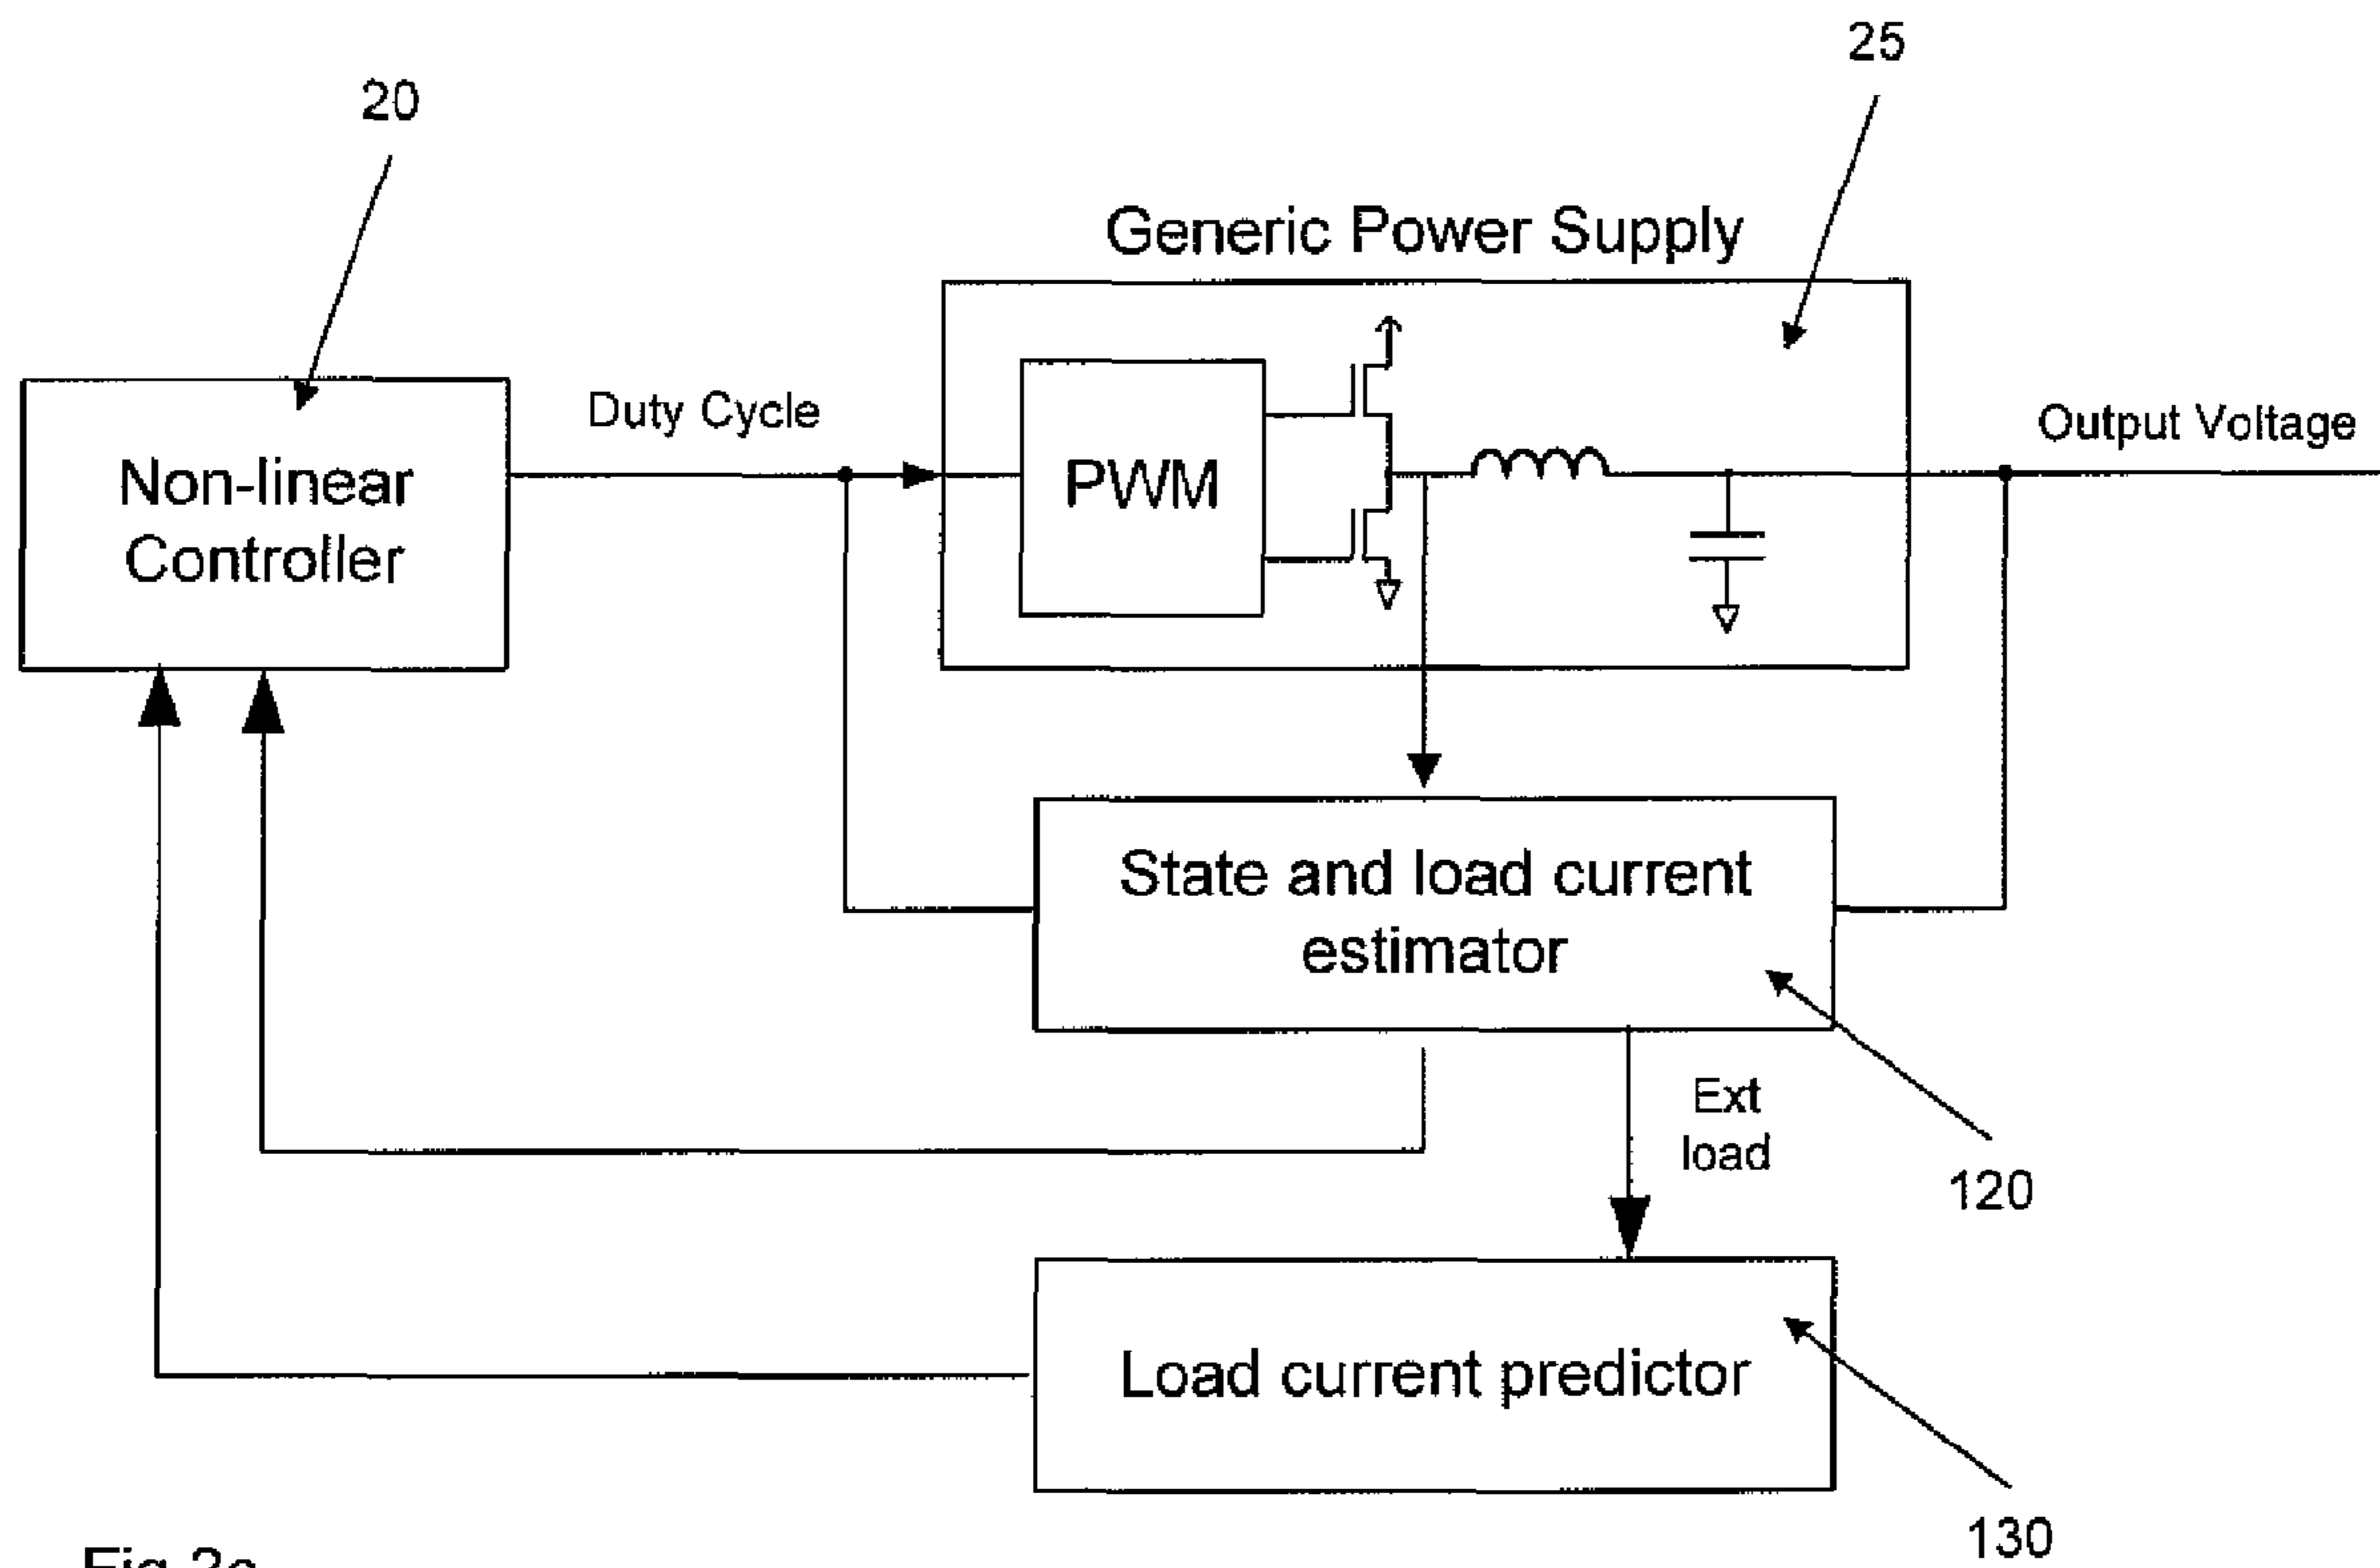 25
20
Generic Power Supply
Duty Cycle
Output Voltage
Non-linear
Controller
PWM
State and load current
estimator
Ext
load
120
Load current predictor
130